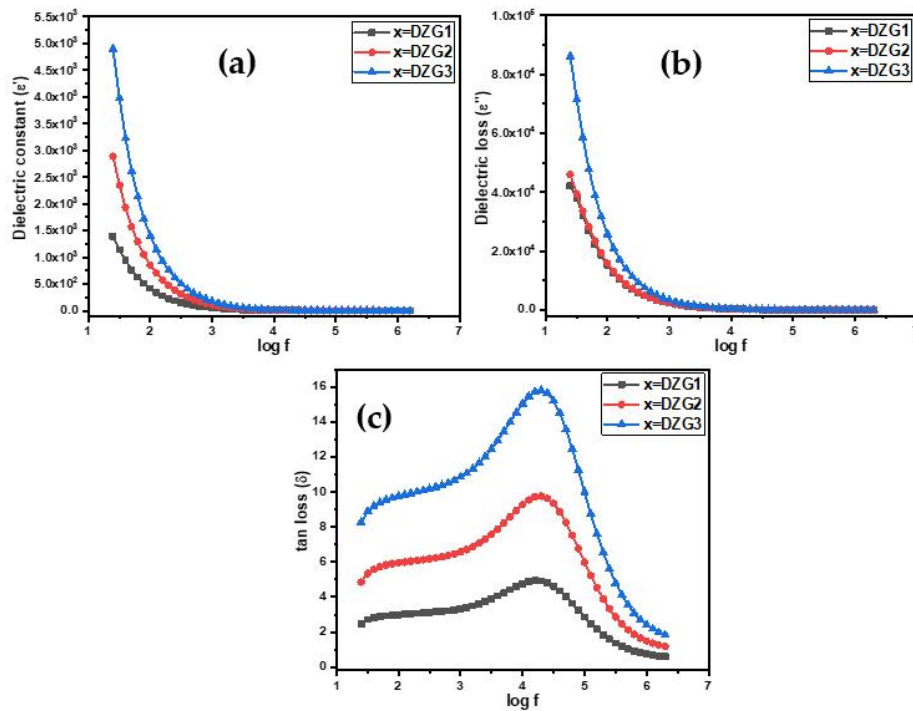 5.5x10³
5.0x10³
4.5x10³
4.0x10³
3.5x10³
3.0x10³
2.5x10³
2.0x10³
1.5x10³
1.0x10³
5.0x10²
0.0
Dielectric constant (ε')
(a)
x=DZG1
x=DZG2
x=DZG3
1 2 3 4 5 6 7
log f
1.0x10⁵
8.0x10⁴
6.0x10⁴
4.0x10⁴
2.0x10⁴
0.0
Dielectric loss (ε'')
(b)
x=DZG1
x=DZG2
x=DZG3
1 2 3 4 5 6
log f
16
14
12
10
8
6
4
2
0
tan loss (δ)
(c)
x=DZG1
x=DZG2
x=DZG3
1 2 3 4 5 6 7
log f